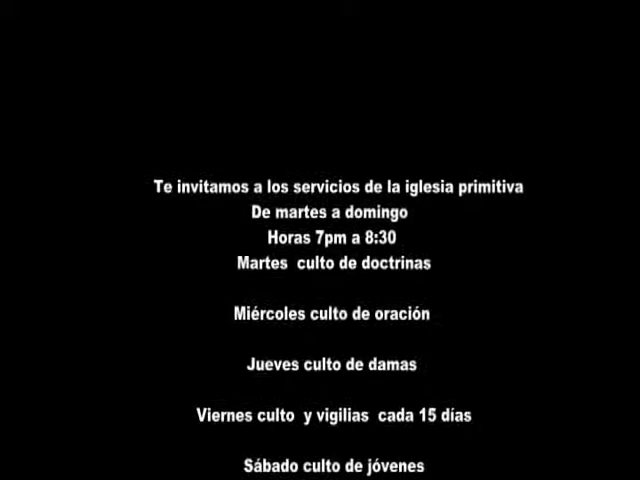 Te invitamos a los servicios de la iglesia primitiva
De martes a domingo
Horas 7pm a 8:30
Martes culto de doctrinas
Miércoles culto de oración
Jueves culto de damas
Viernes culto y vigilias cada 15 días
Sábado culto de jóvenes